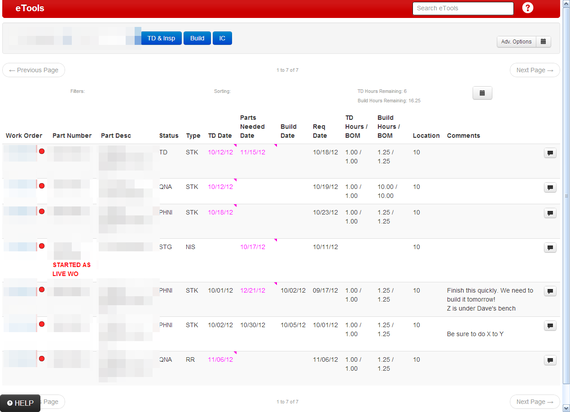 eTools
Search eTools
?
TD & Insp Build IC
Adv. Options
← Previous Page 1 to 7 of 7 Next Page →
Filters: Sorting: TD Hours Remaining: 6
Build Hours Remaining: 16.25
Work Order Part Number Part Desc Status Type TD Date Parts Needed Date Build Date Req Date TD Hours / BOM Build Hours / BOM Location Comments
TD STK 10/12/12 11/15/12 10/18/12 1.00 / 1.25 / 10
1.00 1.25
QNA STK 10/12/12 10/19/12 1.00 / 10.00 / 10
1.00 10.00
PHNI STK 10/16/12 10/23/12 1.00 / 1.25 / 10
1.00 1.25
STG NIS 10/17/12 10/11/12 10
STARTED AS
LIVE WO
PHNI STK 10/01/12 12/21/12 10/02/12 09/17/12 1.00 / 1.25 / 10 Finish this quickly. We need to
1.00 1.25 build it tomorrow!
Z is under Dave's bench
PHNI STK 10/02/12 10/30/12 10/05/12 10/01/12 1.00 / 1.25 / 10
1.00 1.25 Be sure to do X to Y
QNA RR 11/06/12 11/06/12 1.00 / 1.25 / 10
1.00 1.25
HELP Page 1 to 7 of 7 Next Page →